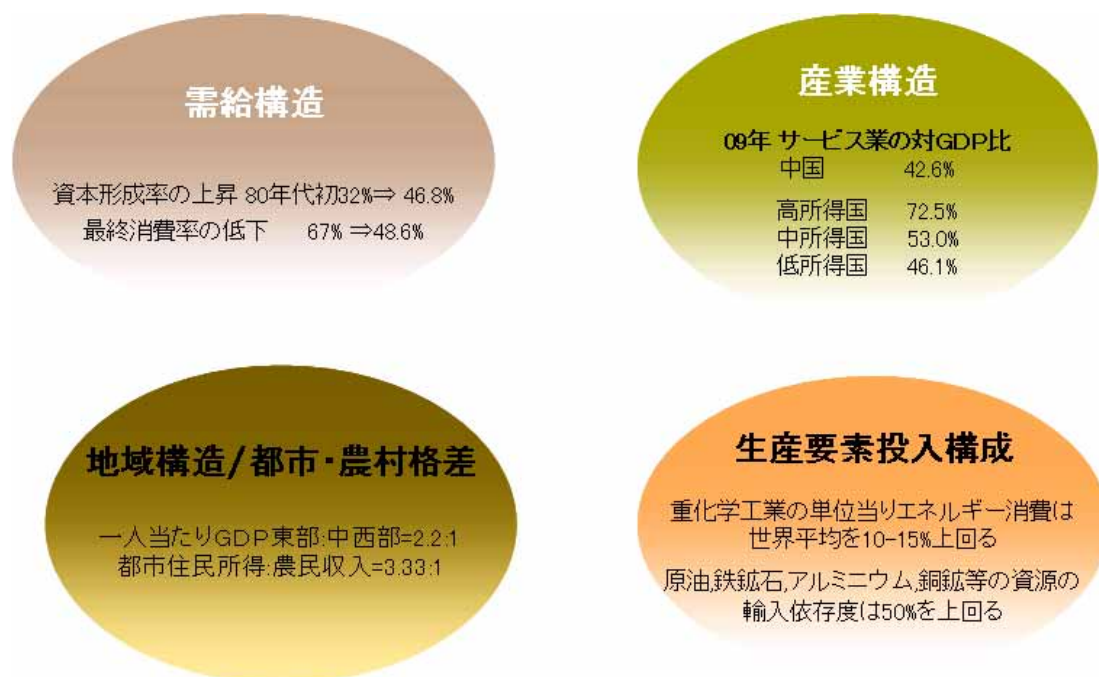 需給構造
資本形成率の上昇 80年代初32%⇒ 46.8%
最終消費率の低下 67% ⇒48.6%
産業構造
09年 サービス業の対GDP比
中国 42.6%
高所得国 72.5%
中所得国 53.0%
低所得国 46.1%
地域構造/都市・農村格差
一人当たりGDP東部:中西部=2.2:1
都市住民所得:農民収入=3.33:1
生産要素投入構成
重化学工業の単位当りエネルギー消費は
世界平均を10-15%上回る
原油,鉄鉱石,アルミニウム,銅鉱等の資源の
輸入依存度は50%を上回る